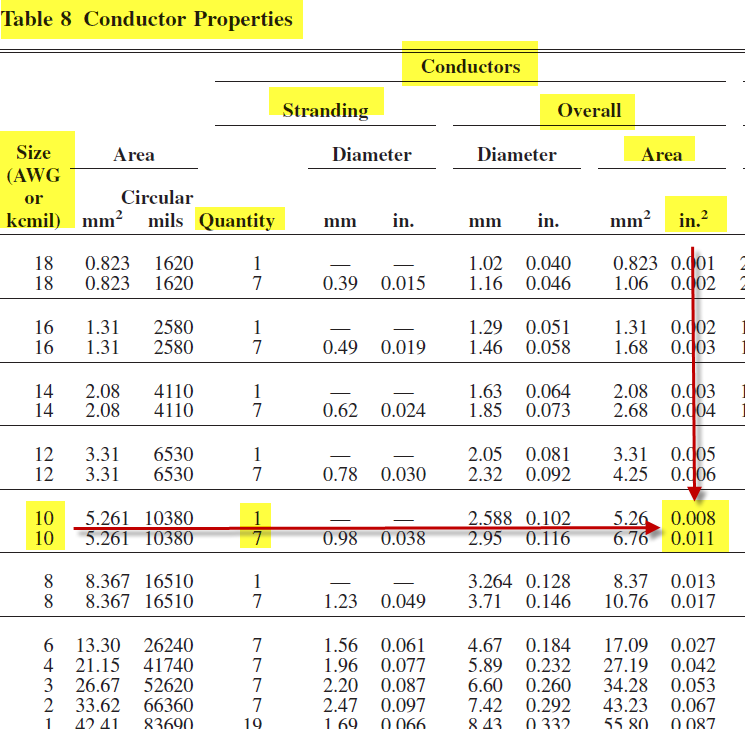 Table 8 Conductor Properties
Conductors
Stranding Overall
Size (AWG or kcmil) Area Diameter Diameter Area
mm² Circular mils Quantity mm in. mm in. mm² in.²
18 0.823 1620 1 — — 1.02 0.040 0.823 0.001
18 0.823 1620 7 0.39 0.015 1.16 0.046 1.06 0.002
16 1.31 2580 1 — — 1.29 0.051 1.31 0.002
16 1.31 2580 7 0.49 0.019 1.46 0.058 1.68 0.003
14 2.08 4110 1 — — 1.63 0.064 2.08 0.003
14 2.08 4110 7 0.62 0.024 1.85 0.073 2.68 0.004
12 3.31 6530 1 — — 2.05 0.081 3.31 0.005
12 3.31 6530 7 0.78 0.030 2.32 0.092 4.25 0.006
10 5.261 10380 1 — — 2.588 0.102 5.26 0.008
10 5.261 10380 7 0.98 0.038 2.95 0.116 6.76 0.011
8 8.367 16510 1 — — 3.264 0.128 8.37 0.013
8 8.367 16510 7 1.23 0.049 3.71 0.146 10.76 0.017
6 13.30 26240 7 1.56 0.061 4.67 0.184 17.09 0.027
4 21.15 41740 7 1.96 0.077 5.89 0.232 27.19 0.042
3 26.67 52620 7 2.20 0.087 6.60 0.260 34.28 0.053
2 33.62 66360 7 2.47 0.097 7.42 0.292 43.23 0.067
1 42.41 83690 19 1.69 0.066 8.43 0.332 55.80 0.087